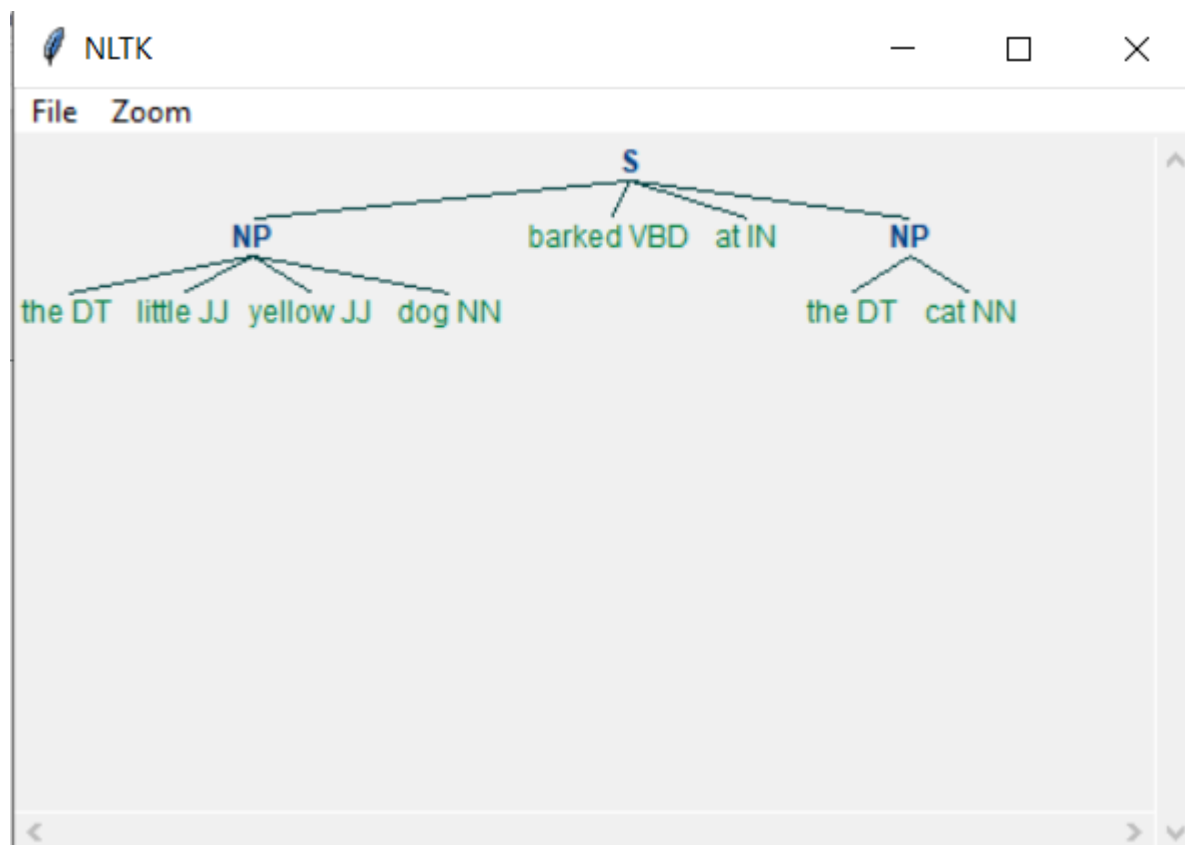 NLTK
File Zoom
S
NP barked VBD at IN NP
the DT little JJ yellow JJ dog NN the DT cat NN